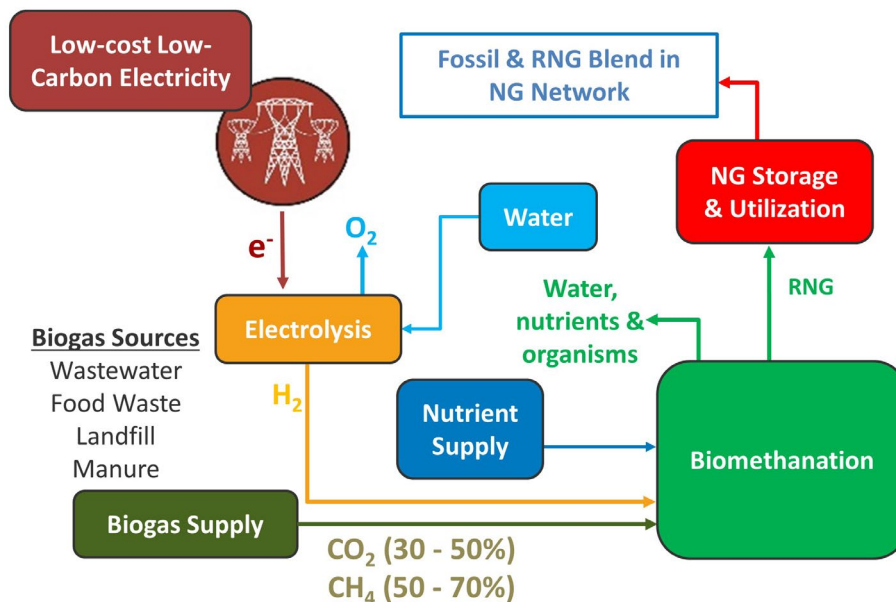 Low-cost Low-
Carbon Electricity
Fossil & RNG Blend in
NG Network
NG Storage
& Utilization
Water
O₂
e⁻
RNG
Water,
nutrients &
organisms
Electrolysis
Biogas Sources
Wastewater
Food Waste
Landfill
Manure
H₂
Nutrient
Supply
Biomethanation
Biogas Supply
CO₂ (30 - 50%)
CH₄ (50 - 70%)